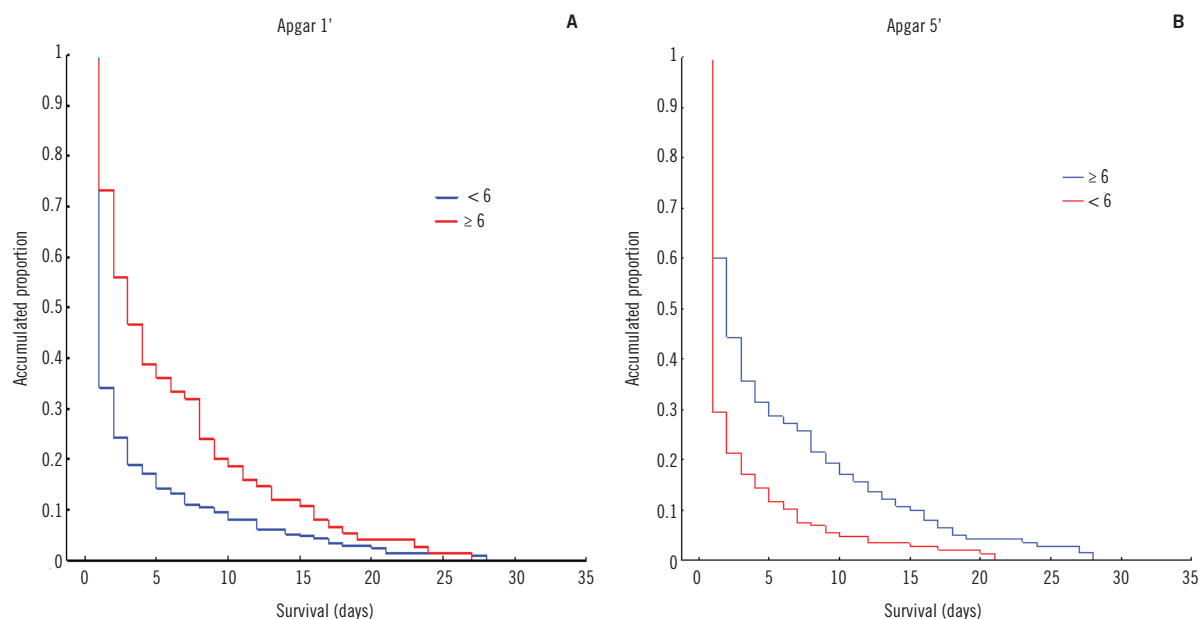 Apgar 1’
A
1
0.9
0.8
0.7
0.6
0.5
0.4
0.3
0.2
0.1
0
Accumulated proportion
< 6
≥ 6
0 5 10 15 20 25 30 35
Survival (days)
Apgar 5’
B
1
0.9
0.8
0.7
0.6
0.5
0.4
0.3
0.2
0.1
0
Accumulated proportion
≥ 6
< 6
0 5 10 15 20 25 30 35
Survival (days)